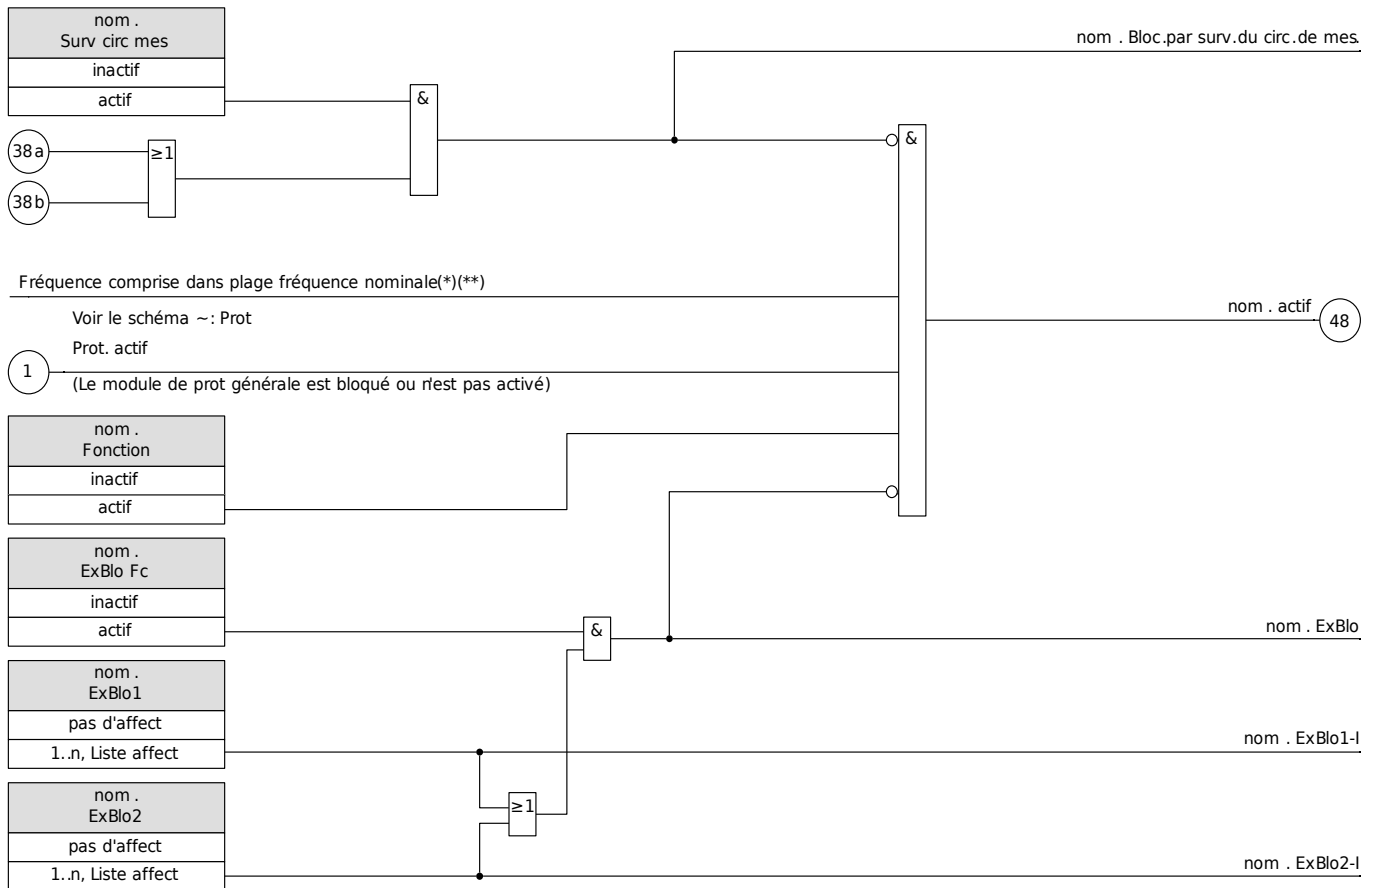 nom .
Surv circ mes
inactif
actif
nom . Bloc.par surv.du circ.de mes.
&
&
38a
≥1
38b
Fréquence comprise dans plage fréquence nominale(*)(**)
Voir le schéma ~: Prot
nom . actif
48
Prot. actif
1
(Le module de prot générale est bloqué ou n'est pas activé)
nom .
Fonction
inactif
actif
nom .
ExBlo Fc
inactif
actif
&
nom . ExBlo
nom .
ExBlo1
pas d'affect
1..n, Liste affect
nom . ExBlo1-I
≥1
nom .
ExBlo2
pas d'affect
1..n, Liste affect
nom . ExBlo2-I